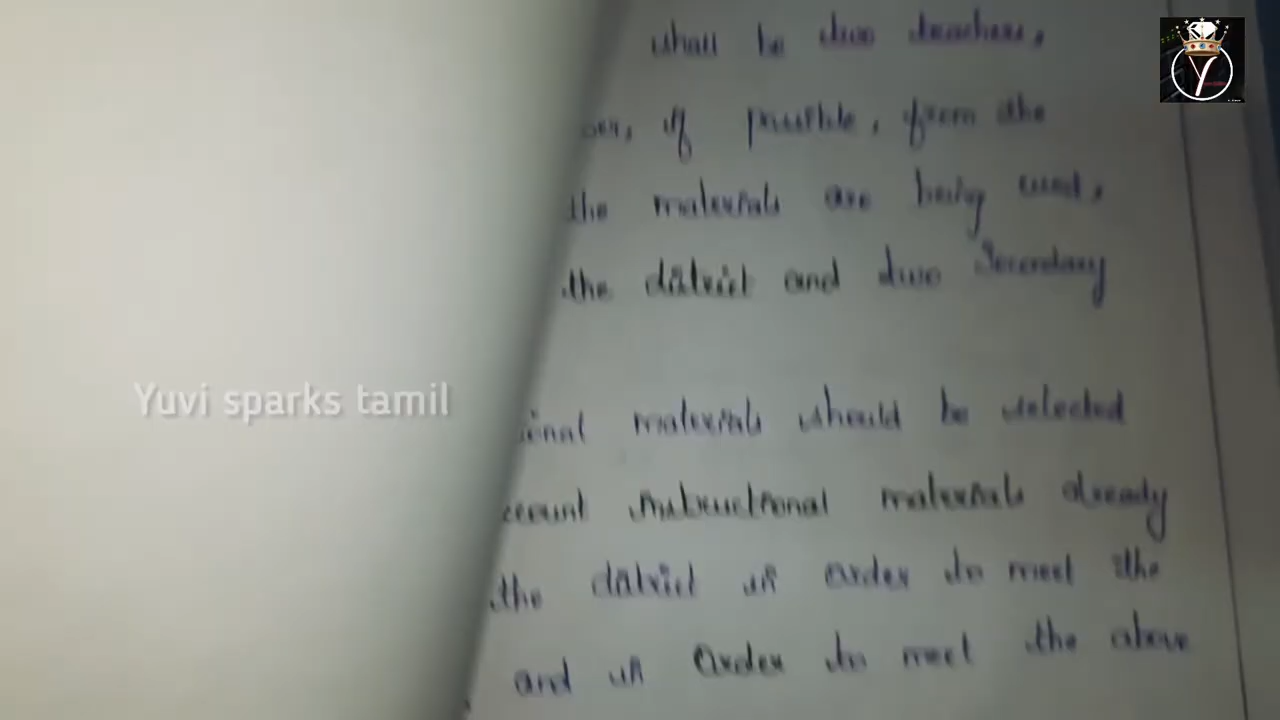 shall be two teachers,
if possible, from the
the materials are being used,
the district and two Secondary
Yuvi sparks tamil
materials should be selected
instructional materials already
the district in order to meet the
and in order to meet the above
Y